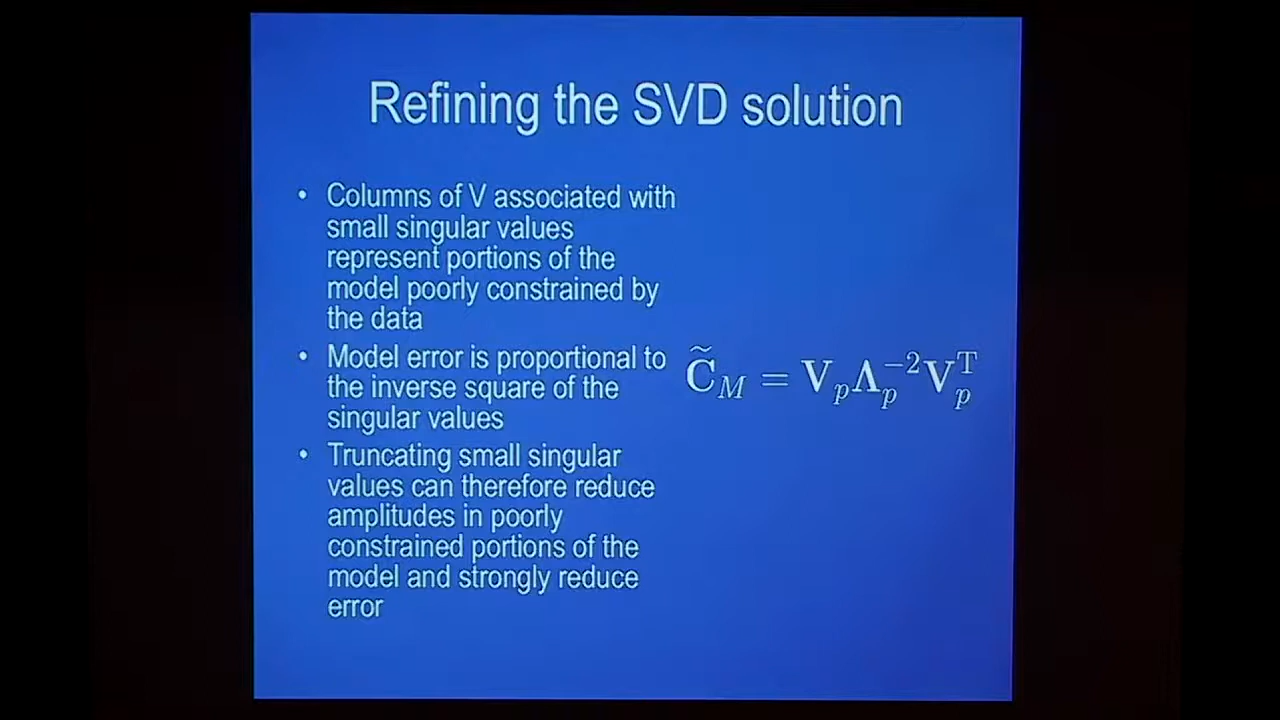 Refining the SVD solution
• Columns of V associated with
small singular values
represent portions of the
model poorly constrained by
the data
• Model error is proportional to
the inverse square of the
singular values
• Truncating small singular
values can therefore reduce
amplitudes in poorly
constrained portions of the
model and strongly reduce
error
C̃_M = V_p Λ_p^{-2} V_p^T